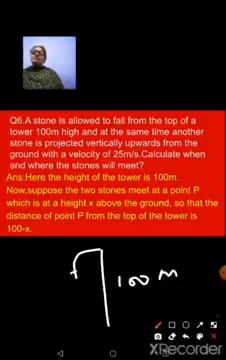 Q6.A stone is allowed to fall from the top of a
tower 100m high and at the same time another
stone is projected vertically upwards from the
ground with a velocity of 25m/s.Calculate when
and where the stones will meet?
Ans:Here the height of the tower is 100m.
Now,suppose the two stones meet at a point P
which is at a height x above the ground, so that the
distance of point P from the top of the tower is
100-x.
100 m
XRecorder